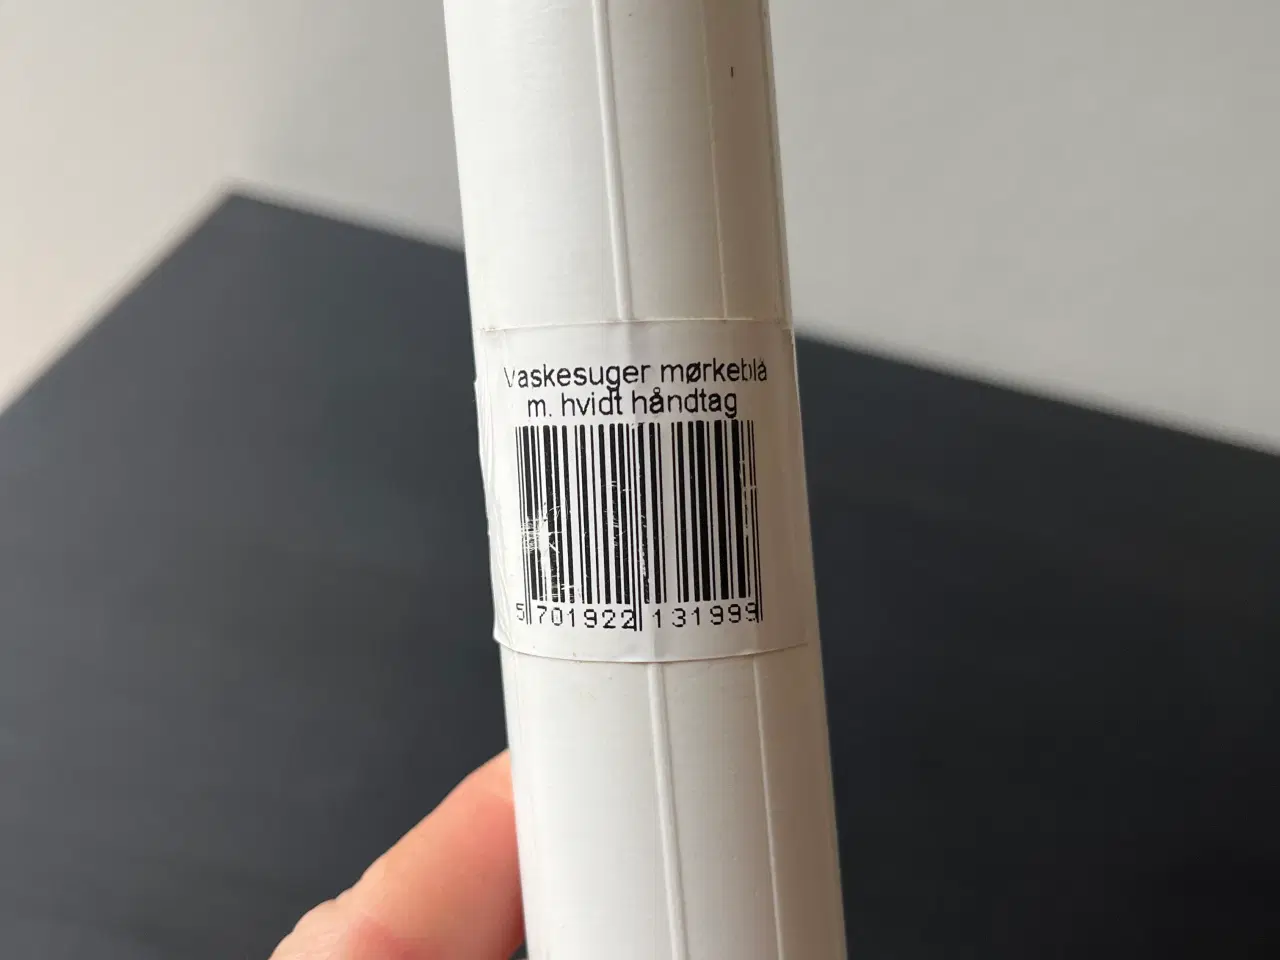 Vaskesuger mørkeblå
m. hvidt håndtag
5 701922 131999